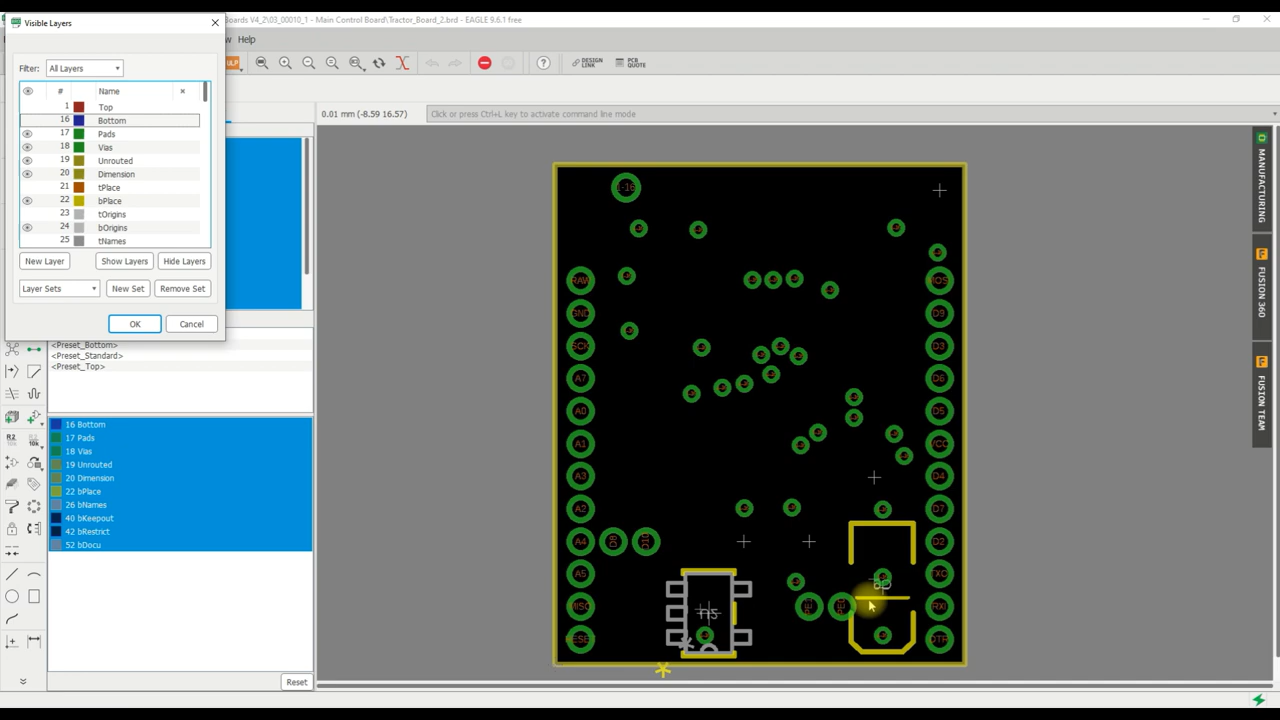 Visible Layers
Boards V4_2\03_00010_1 - Main Control Board\Tractor_Board_2.brd - EAGLE 9.6.1 free
Help
Filter: All Layers
# Name
1 Top
16 Bottom
17 Pads
18 Vias
19 Unrouted
20 Dimension
21 tPlace
22 bPlace
23 tOrigins
24 bOrigins
25 tNames
New Layer Show Layers Hide Layers
Layer Sets New Set Remove Set
OK Cancel
ULP
DESIGN LINK
PCB QUOTE
0.01 mm (-8.59 16.57) Click or press Ctrl+L key to activate command line mode
<Preset_Bottom>
<Preset_Standard>
<Preset_Top>
16 Bottom
17 Pads
18 Vias
19 Unrouted
20 Dimension
22 bPlace
26 bNames
40 bKeepout
42 bRestrict
52 bDocu
Reset
R2
10k
MANUFACTURING
FUSION 360
FUSION TEAM
RAW
GND
SCK
A7
A0
A1
A3
A2
A4 D8 D10
A5
MISO
RESET
D9
D3
D6
D5
VCC
D4
D7
D2
TXO
RXI
DTR